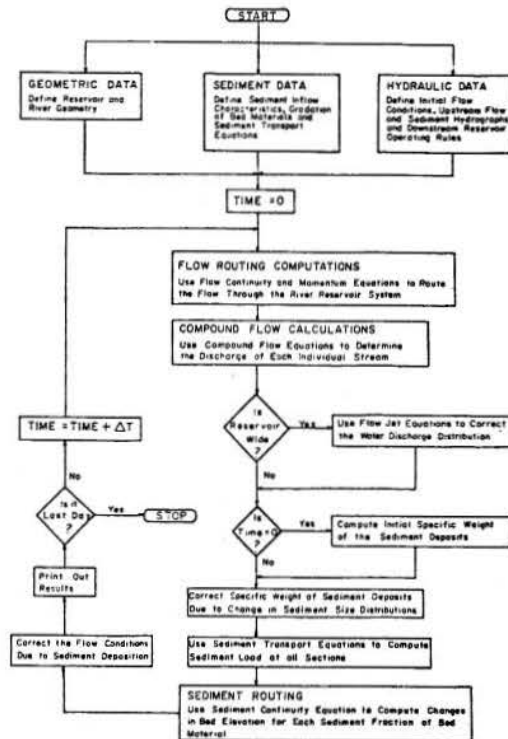 START
GEOMETRIC DATA
Define Reservoir and
River Geometry
SEDIMENT DATA
Define Sediment Inflow
Characteristics, Gradation
of Bed Materials and
Sediment Transport
Equations
HYDRAULIC DATA
Define Initial Flow
Conditions, Upstream Flow
and Sediment Hydrographs
and Downstream Reservoir
Operating Rules
TIME =0
FLOW ROUTING COMPUTATIONS
Use Flow Continuity and Momentum Equations to Route
the Flow Through the River Reservoir System
COMPOUND FLOW CALCULATIONS
Use Compound Flow Equations to Determine
the Discharge of Each Individual Stream
Is
Reservoir
Wide
?
Yes
Use Flow Jet Equations to Correct
the Water Discharge Distribution
No
TIME =TIME + ΔT
No
Is it
Last Day
?
Yes
STOP
Is
Time=0
?
Yes
Compute Initial Specific Weight
of the Sediment Deposits
No
Print Out
Results
Correct Specific Weight of Sediment Deposits
Due to Change in Sediment Size Distributions
Correct the Flow Conditions
Due to Sediment Deposition
Use Sediment Transport Equations to Compute
Sediment Load at all Sections
SEDIMENT ROUTING
Use Sediment Continuity Equation to Compute Changes
in Bed Elevation for Each Sediment Fraction of Bed
Material